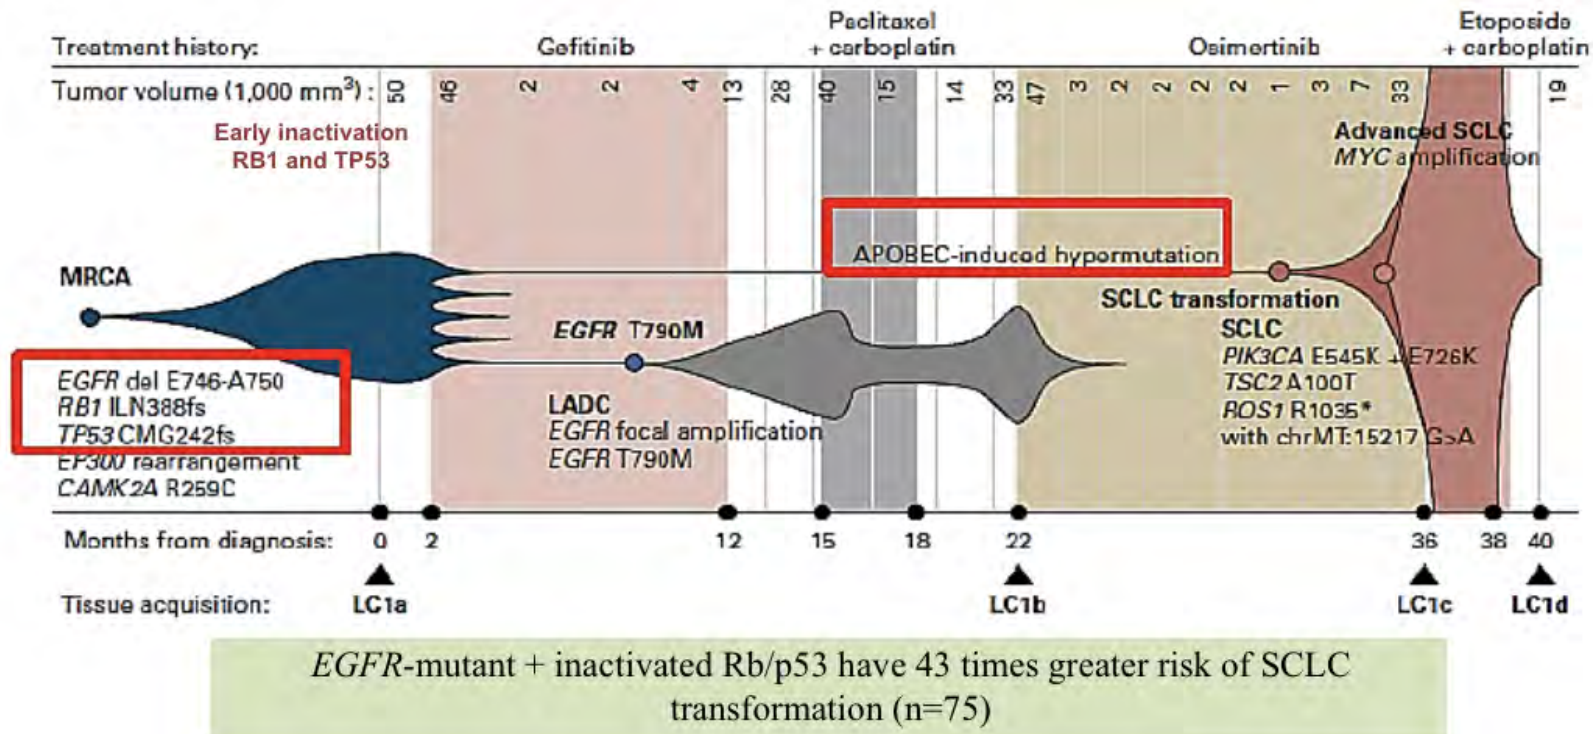 Treatment history:
Gefitinib
Paclitaxel
+ carboplatin
Osimertinib
Etoposide
+ carboplatin
Tumor volume (1,000 mm³) : 50 46 2 2 4 13 28 40 15 14 33 47 3 2 2 2 2 1 3 7 33 19
Early inactivation
RB1 and TP53
Advanced SCLC
MYC amplification
APOBEC-induced hypermutation
MRCA
SCLC transformation
EGFR T790M
SCLC
PIK3CA E545K + E726K
TSC2 A100T
ROS1 R1035*
with chrMT:15217 G>A
EGFR del E746-A750
RB1 ILN388fs
TP53 CMG242fs
EP300 rearrangement
CAMK2A R259C
LADC
EGFR focal amplification
EGFR T790M
Months from diagnosis: 0 2 12 15 18 22 36 38 40
Tissue acquisition: LC1a LC1b LC1c LC1d
EGFR-mutant + inactivated Rb/p53 have 43 times greater risk of SCLC
transformation (n=75)